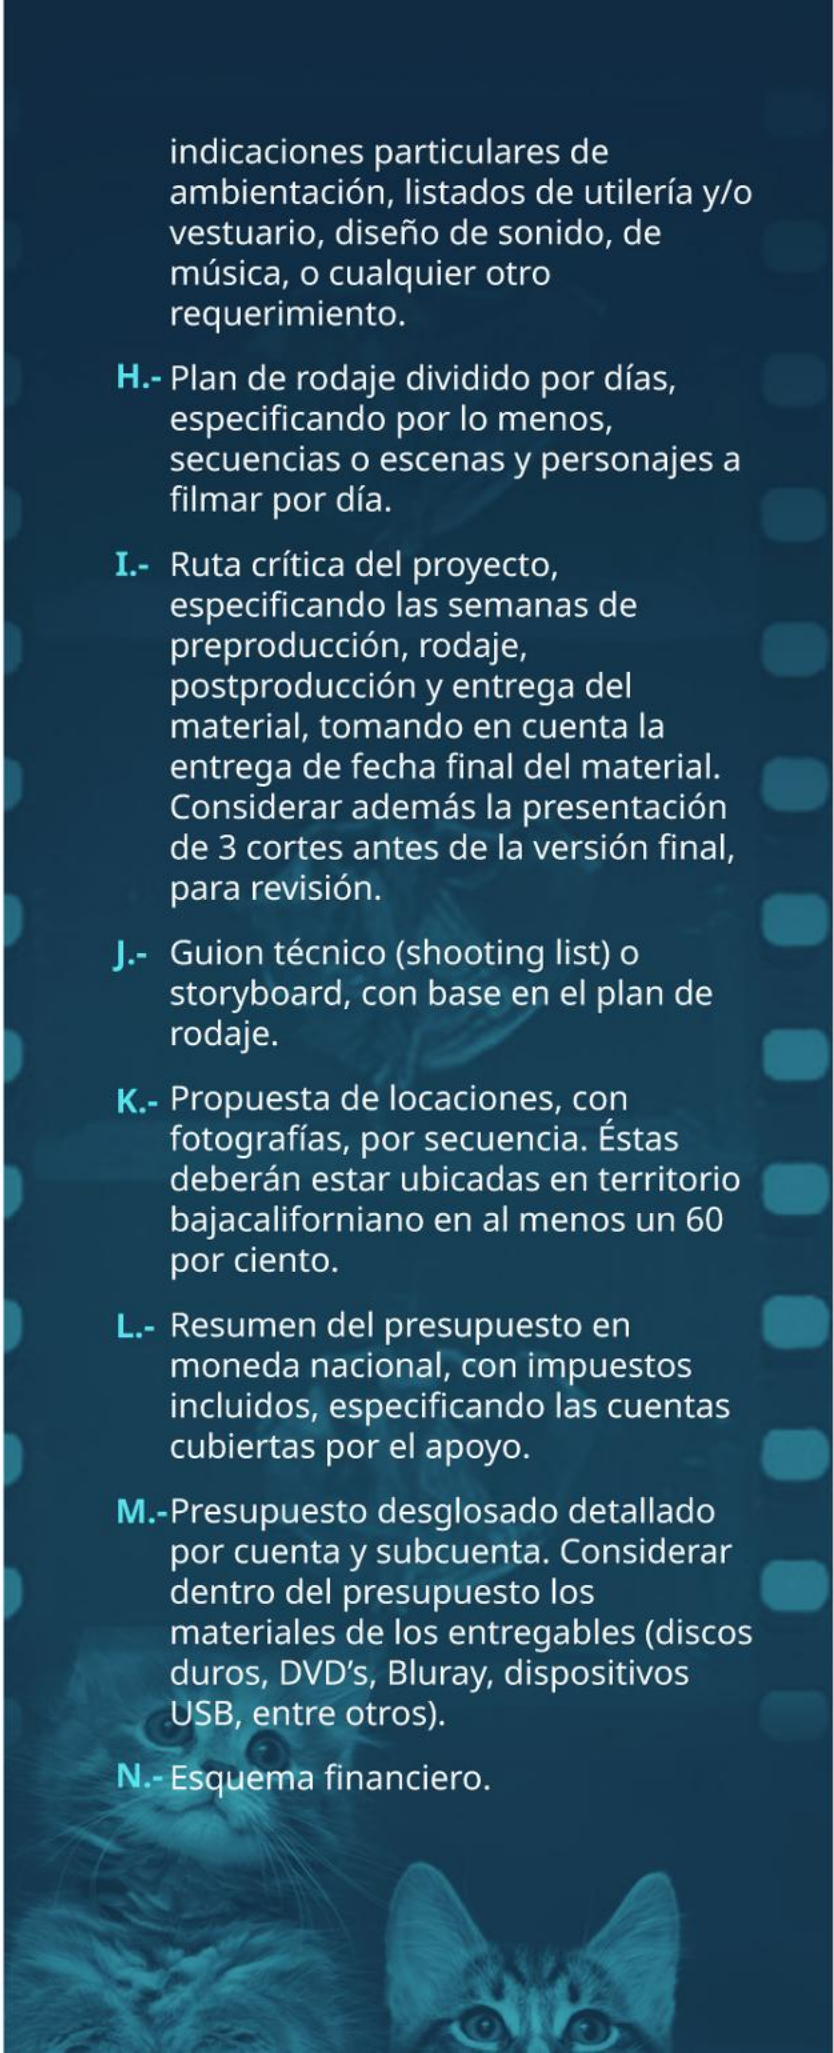 indicaciones particulares de
ambientación, listados de utilería y/o
vestuario, diseño de sonido, de
música, o cualquier otro
requerimiento.
H.- Plan de rodaje dividido por días,
especificando por lo menos,
secuencias o escenas y personajes a
filmar por día.
I.- Ruta crítica del proyecto,
especificando las semanas de
preproducción, rodaje,
postproducción y entrega del
material, tomando en cuenta la
entrega de fecha final del material.
Considerar además la presentación
de 3 cortes antes de la versión final,
para revisión.
J.- Guion técnico (shooting list) o
storyboard, con base en el plan de
rodaje.
K.- Propuesta de locaciones, con
fotografías, por secuencia. Éstas
deberán estar ubicadas en territorio
bajacaliforniano en al menos un 60
por ciento.
L.- Resumen del presupuesto en
moneda nacional, con impuestos
incluidos, especificando las cuentas
cubiertas por el apoyo.
M.- Presupuesto desglosado detallado
por cuenta y subcuenta. Considerar
dentro del presupuesto los
materiales de los entregables (discos
duros, DVD’s, Bluray, dispositivos
USB, entre otros).
N.- Esquema financiero.